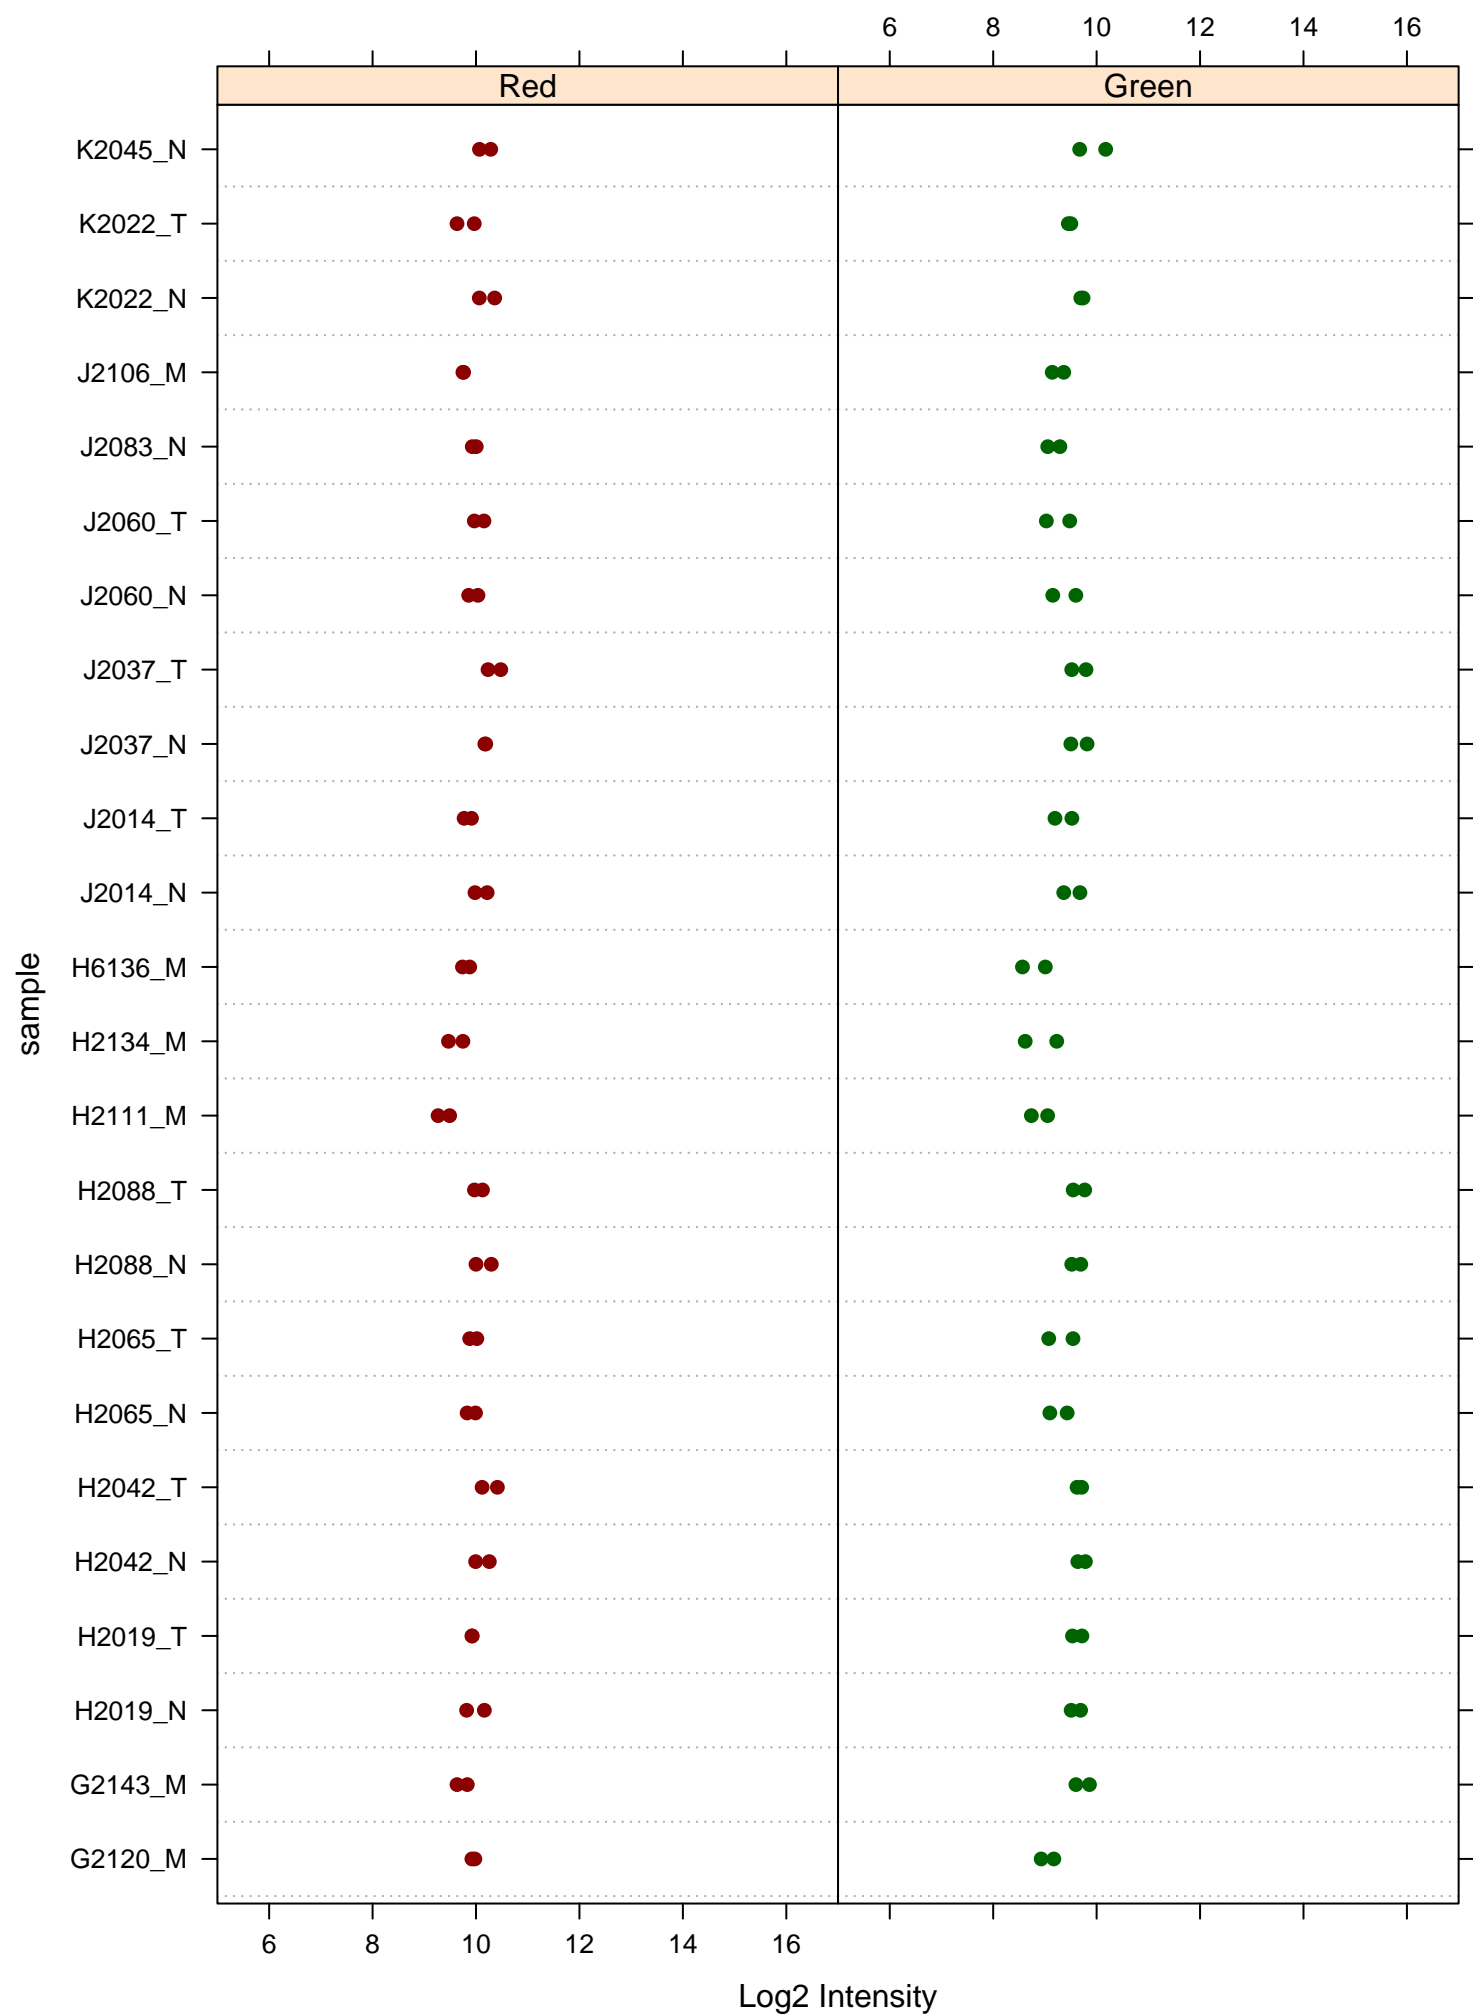 6 8 10 12 14 16
Red Green
K2045_N
K2022_T
K2022_N
J2106_M
J2083_N
J2060_T
J2060_N
J2037_T
J2037_N
J2014_T
J2014_N
H6136_M
H2134_M
H2111_M
H2088_T
H2088_N
H2065_T
H2065_N
H2042_T
H2042_N
H2019_T
H2019_N
G2143_M
G2120_M
sample
6 8 10 12 14 16
Log2 Intensity